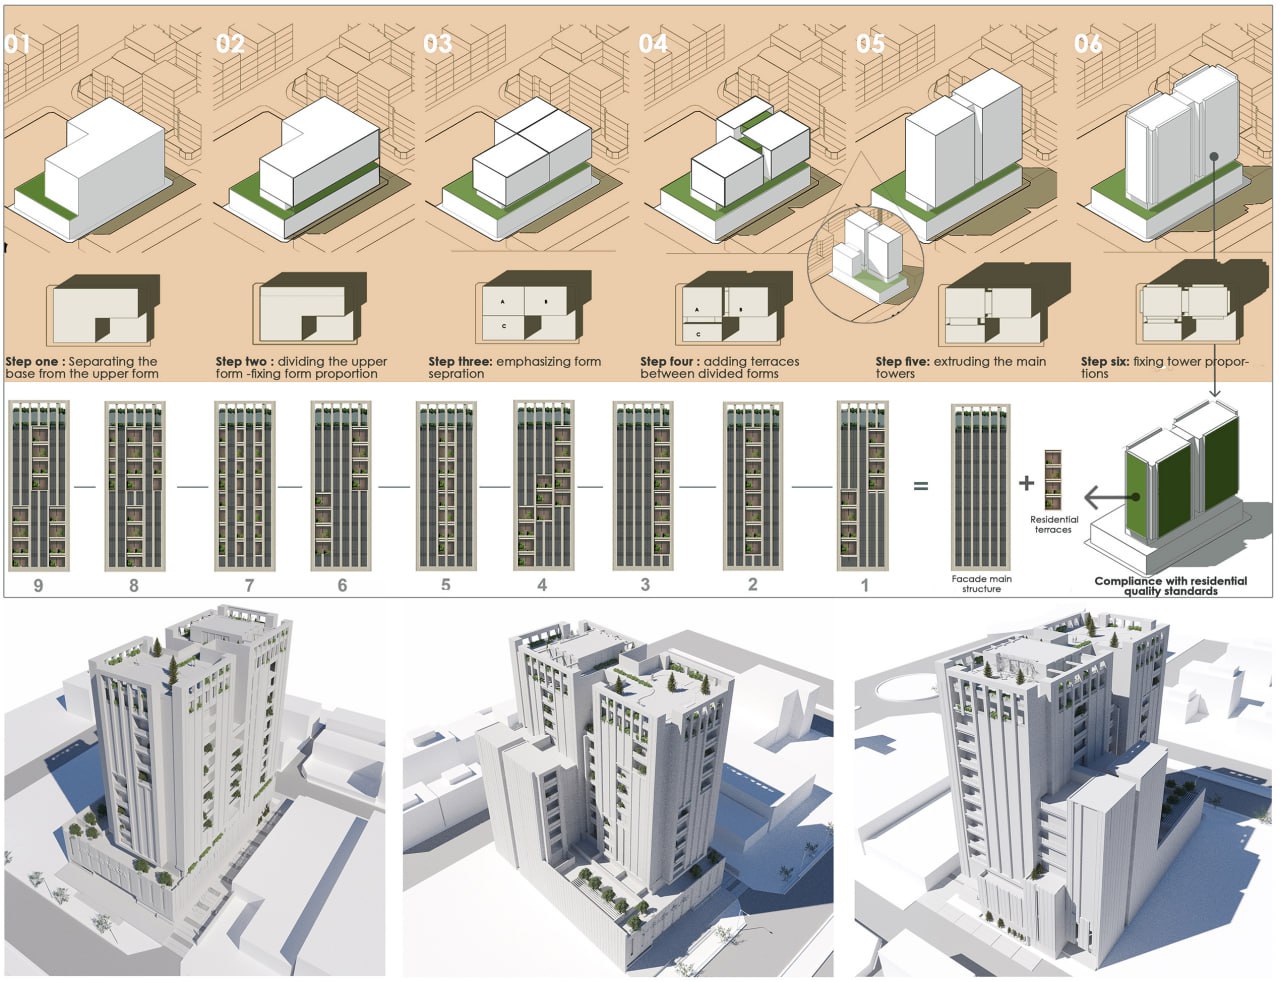 01
02
03
04
05
06
A
B
C
A
B
C
Step one : Separating the
base from the upper form
Step two : dividing the upper
form -fixing form proportion
Step three: emphasizing form
sepration
Step four : adding terraces
between divided forms
Step five: extruding the main
towers
Step six: fixing tower propor-
tions
=
+
Residential
terraces
9
8
7
6
5
4
3
2
1
Facade main
structure
Compliance with residential
quality standards